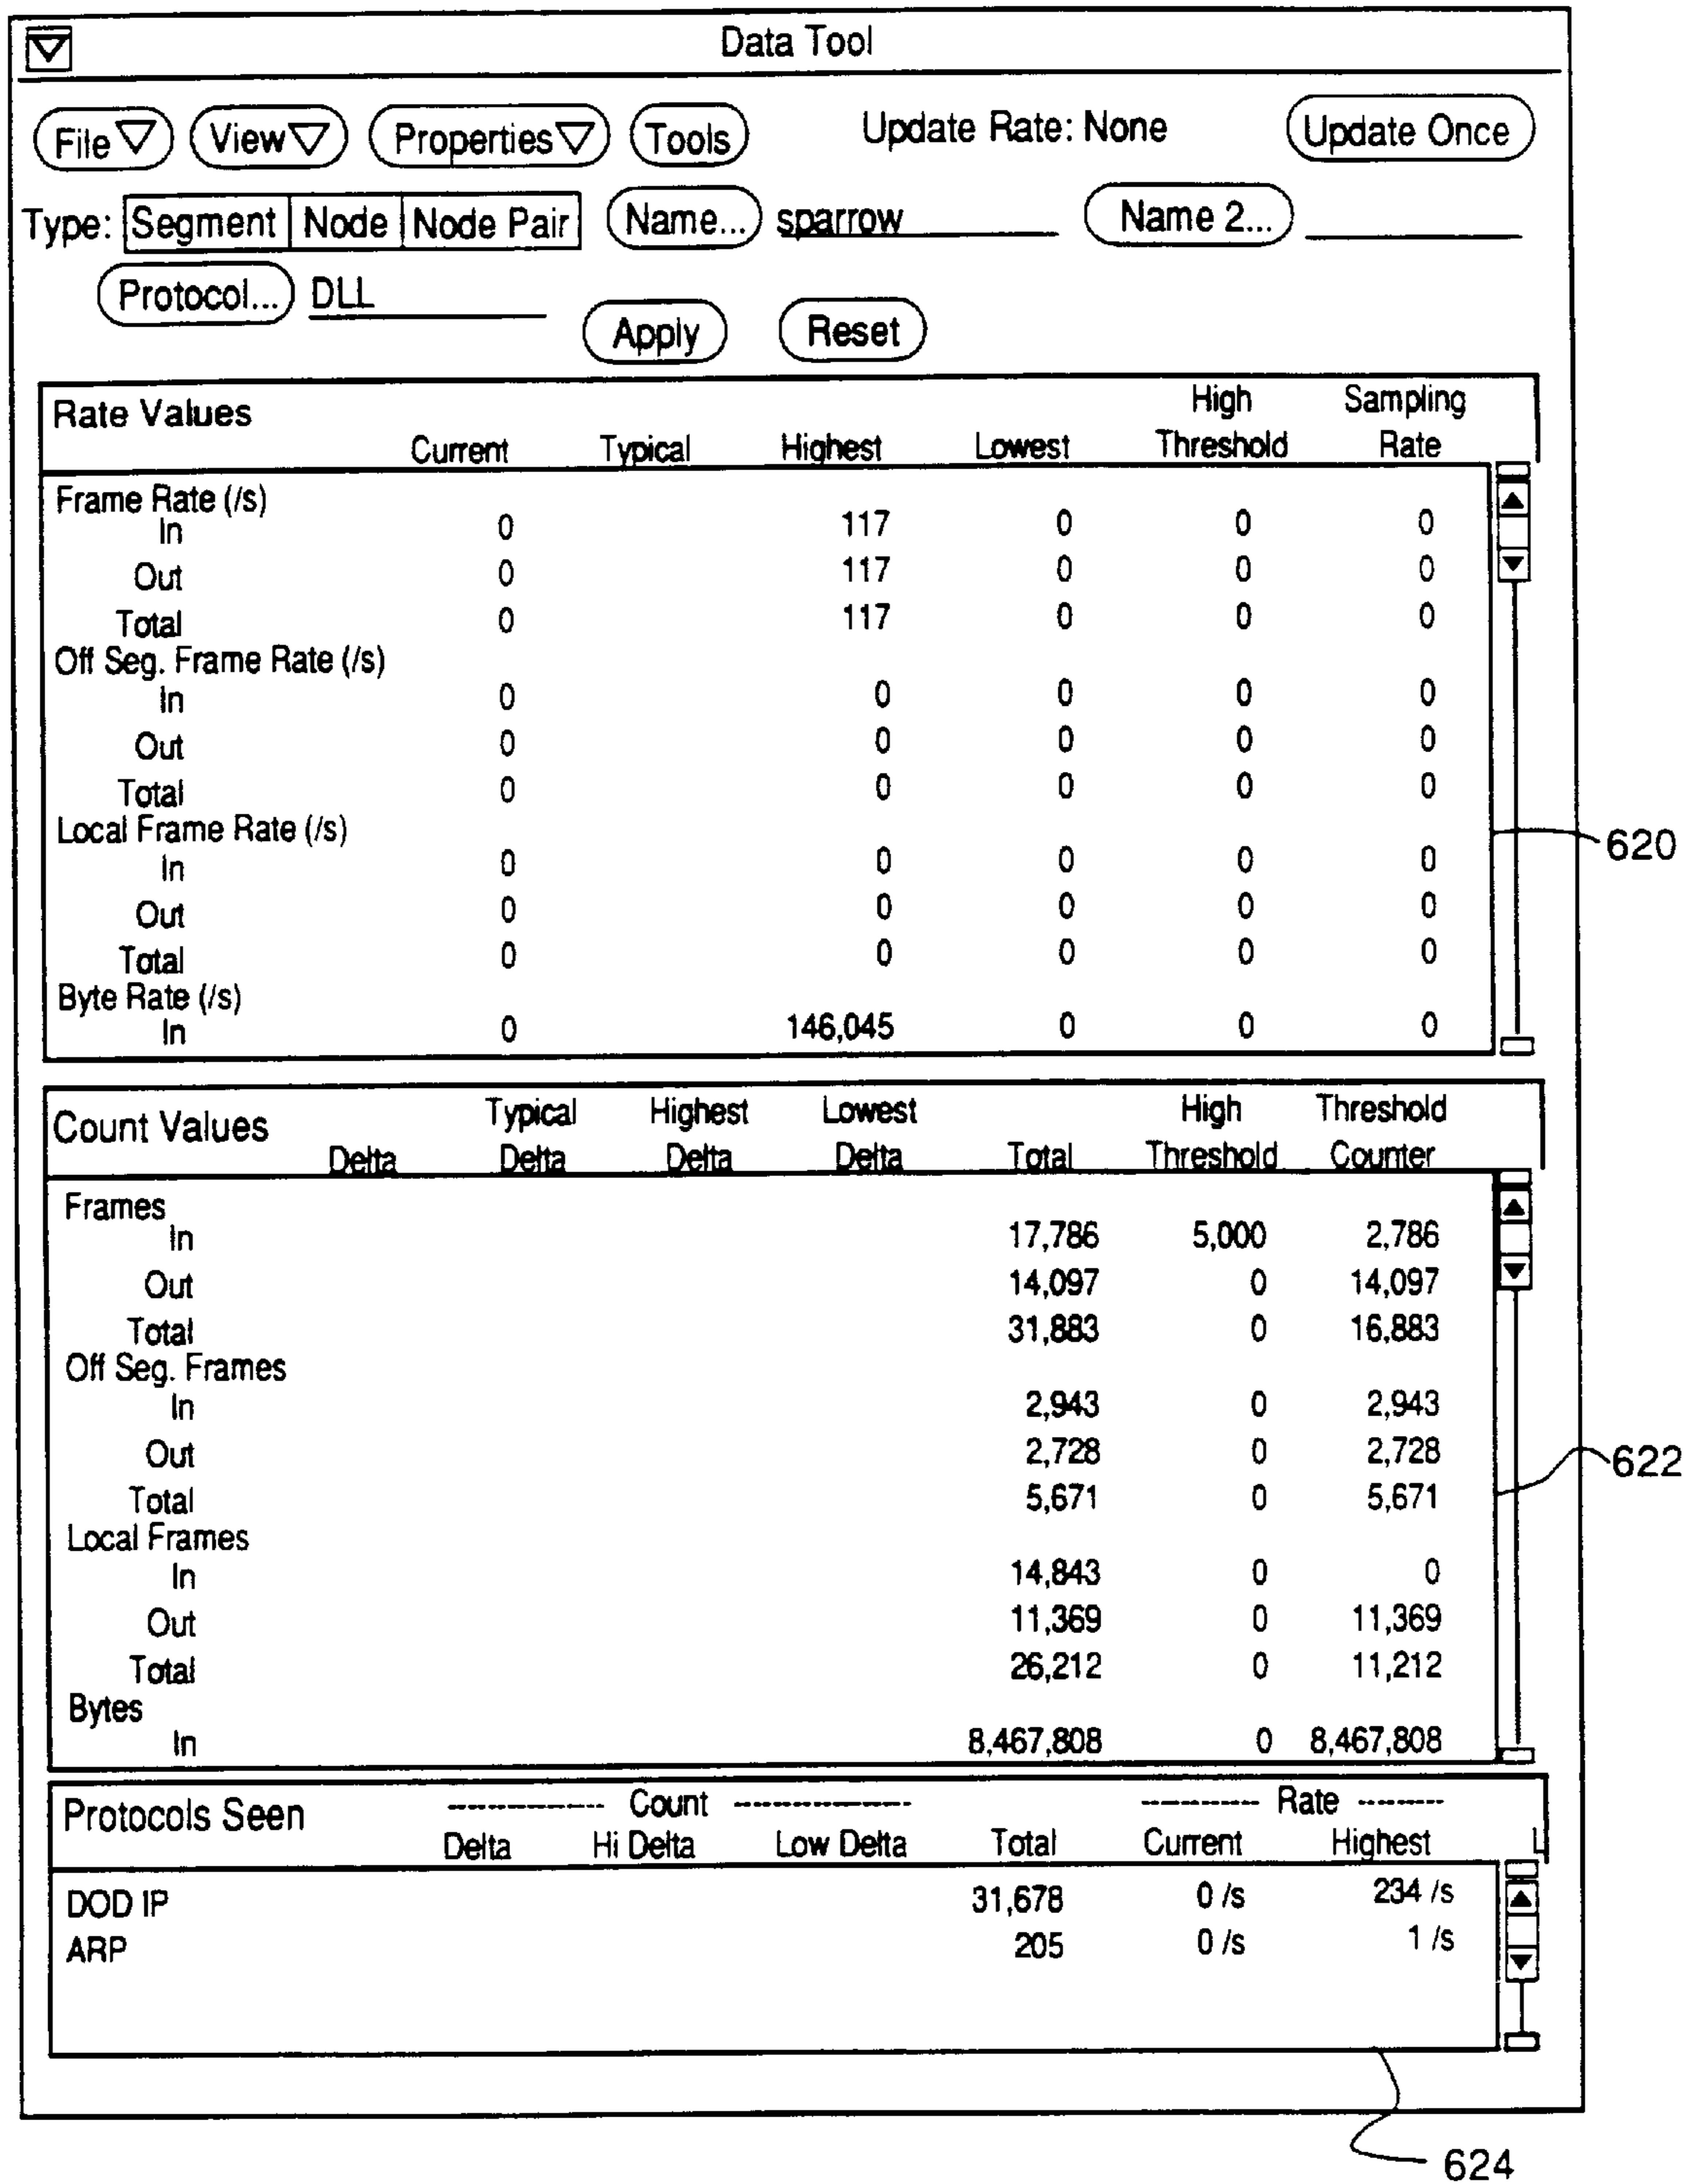 Data Tool
File View Properties Tools Update Rate: None Update Once
Type: Segment Node Node Pair Name... sparrow Name 2...
Protocol... DLL
Apply Reset
High Sampling
Rate Values
Current Typical Highest Lowest Threshold Rate
Frame Rate (/s)
In 0 117 0 0 0
Out 0 117 0 0 0
Total 0 117 0 0 0
Off Seg. Frame Rate (/s)
In 0 0 0 0 0
Out 0 0 0 0 0
Total 0 0 0 0 0
Local Frame Rate (/s)
620
In 0 0 0 0 0
Out 0 0 0 0 0
Total 0 0 0 0 0
Byte Rate (/s)
In 0 146,045 0 0 0
Typical Highest Lowest High Threshold
Count Values
Delta Delta Delta Delta Total Threshold Counter
Frames
In 17,786 5,000 2,786
Out 14,097 0 14,097
Total 31,883 0 16,883
Off Seg. Frames
In 2,943 0 2,943
Out 2,728 0 2,728
622
Total 5,671 0 5,671
Local Frames
In 14,843 0 0
Out 11,369 0 11,369
Total 26,212 0 11,212
Bytes
In 8,467,808 0 8,467,808
Protocols Seen ----------- Count ------------- --------- Rate --------
Delta Hi Delta Low Delta Total Current Highest L
DOD IP 31,678 0 /s 234 /s
ARP 205 0 /s 1 /s
624